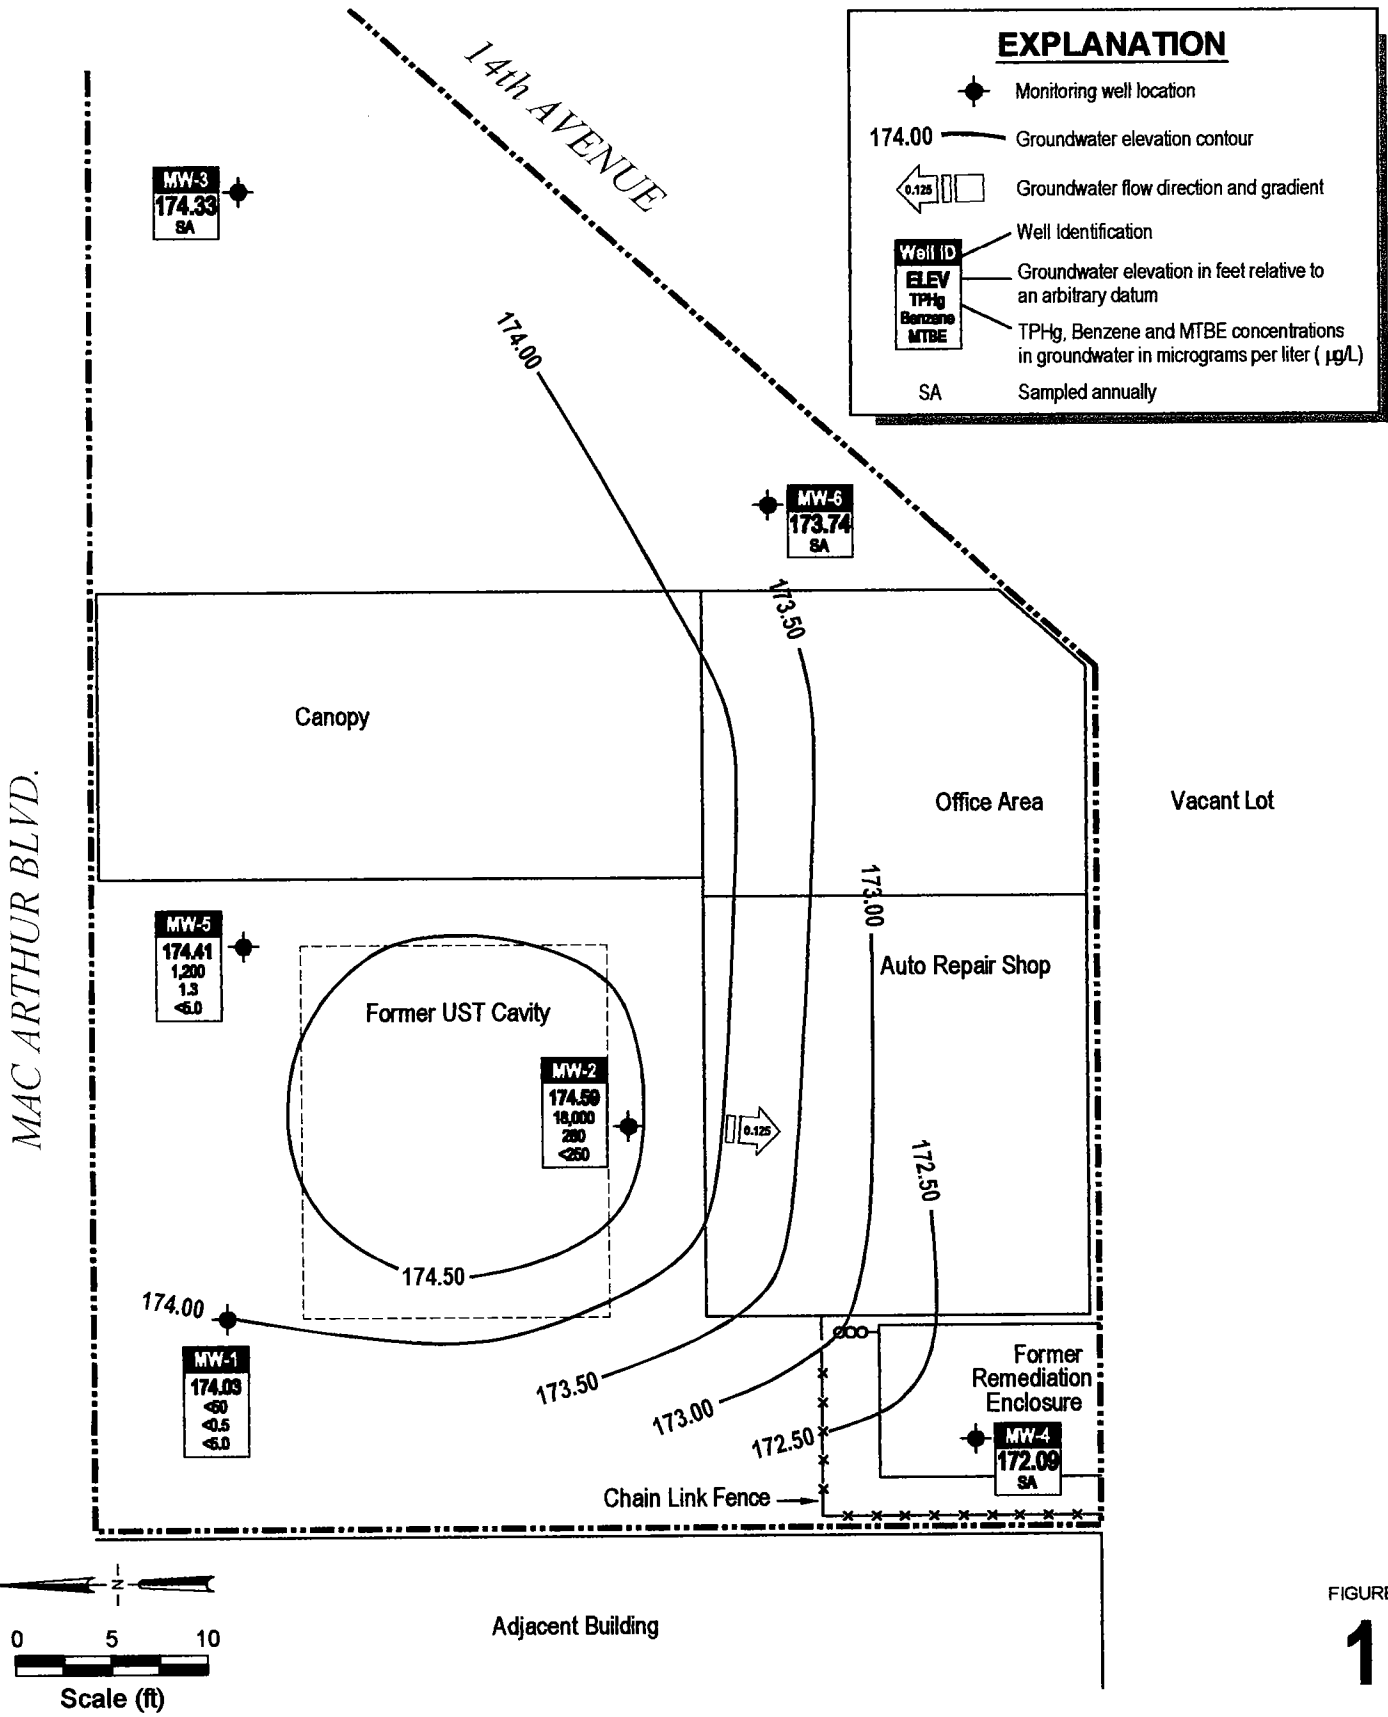 EXPLANATION
Monitoring well location
174.00
Groundwater elevation contour
0.125
Groundwater flow direction and gradient
Well Identification
Well ID
ELEV
TPHg
Benzene
MTBE
Groundwater elevation in feet relative to
an arbitrary datum
TPHg, Benzene and MTBE concentrations
in groundwater in micrograms per liter ( µg/L)
SA
Sampled annually
14th AVENUE
MW-3
174.33
SA
174.00
MW-6
173.74
SA
173.50
Canopy
Office Area
Vacant Lot
MAC ARTHUR BLVD.
173.00
MW-5
174.41
1,200
1.3
<5.0
Auto Repair Shop
Former UST Cavity
MW-2
174.59
18,000
280
<250
0.125
172.50
174.50
174.00
MW-1
174.03
<50
<0.5
<5.0
173.50
173.00
172.50
Former
Remediation
Enclosure
MW-4
172.09
SA
Chain Link Fence
N
0 5 10
Scale (ft)
Adjacent Building
FIGURE
1